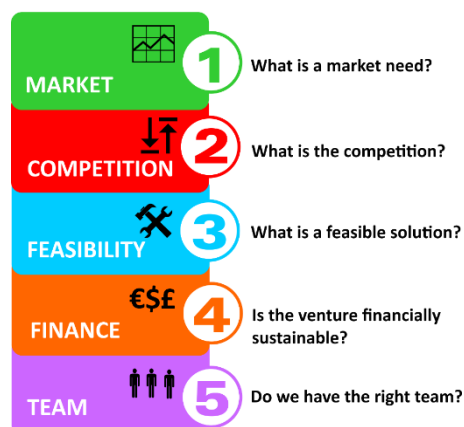 MARKET
1
What is a market need?
COMPETITION
2
What is the competition?
FEASIBILITY
3
What is a feasible solution?
€$£
FINANCE
4
Is the venture financially
sustainable?
TEAM
5
Do we have the right team?